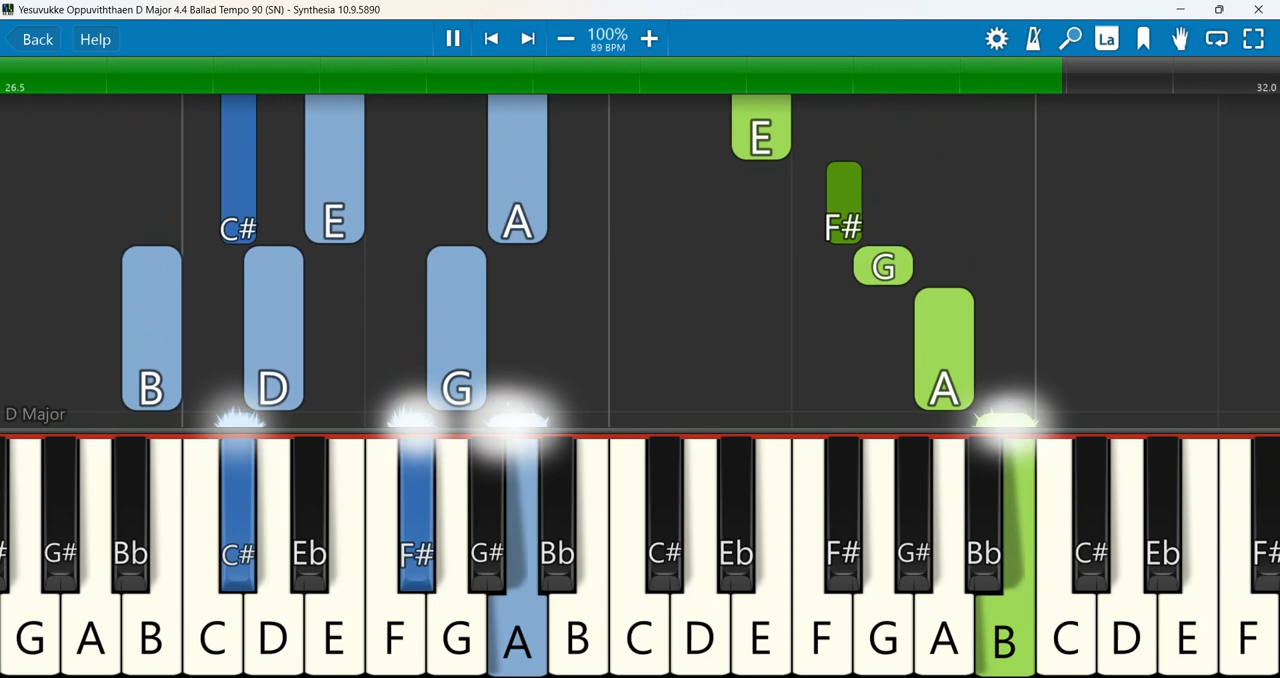 Yesuvukke Oppuviththaen D Major 4.4 Ballad Tempo 90 (SN) - Synthesia 10.9.5890
Back Help 100% La
89 BPM
26.5 32.0
E
C# E A F#
G
B D G A
D Major
G# Bb C# Eb F# G# Bb C# Eb F# G# Bb C# Eb F#
G A B C D E F G A B C D E F G A B C D E F